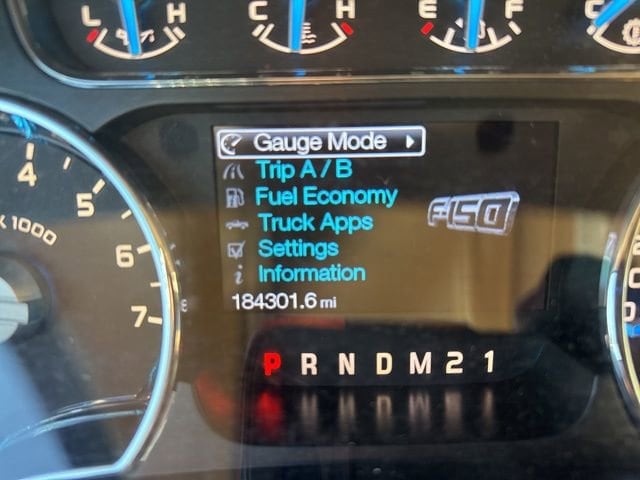 L H C H E F C
Gauge Mode
Trip A / B
Fuel Economy
F-150
Truck Apps
Settings
i Information
184301.6 mi
4
5
6
7
X 1000
P R N D M 2 1